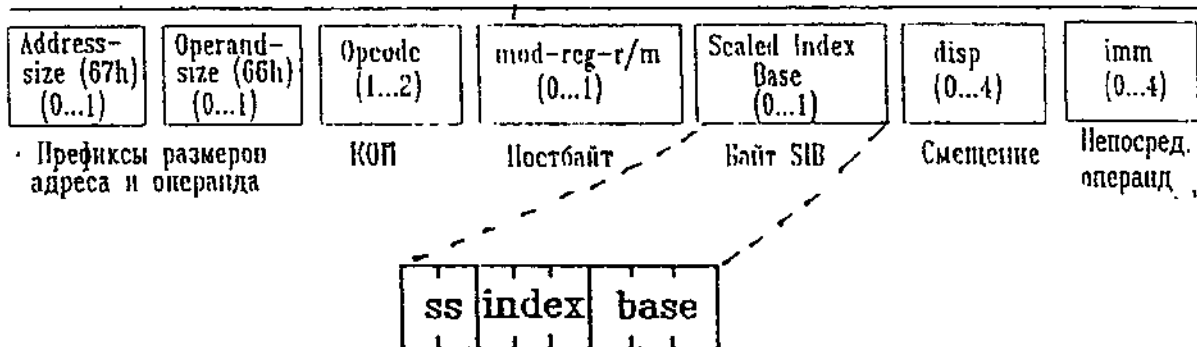 Address-
size (67h)
(0...1)
Operand-
size (66h)
(0...1)
Opcode
(1...2)
mod-reg-r/m
(0...1)
Scaled Index
Base
(0...1)
disp
(0...4)
imm
(0...4)
Префиксы размеров
адреса и операнда
КОП
Постбайт
Байт SIB
Смещение
Непосред.
операнд
ss index base